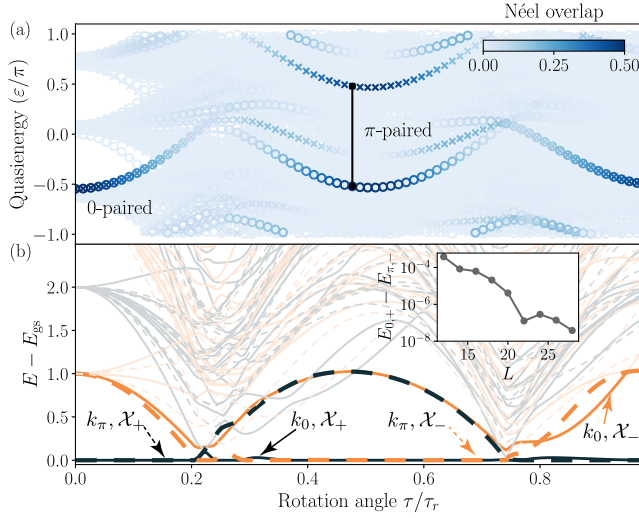 Néel overlap
0.00 0.25 0.50
(a)
Quasienergy (ε/π)
1.0
0.5
0.0
−0.5
−1.0
π-paired
0-paired
(b)
E − E_gs
2.0
1.5
1.0
0.5
0.0
E_{0,+} − E_{π,−}
10^{−4}
10^{−6}
10^{−8}
15 20 25
L
k_π, 𝒳_+
k_0, 𝒳_+
k_π, 𝒳_−
k_0, 𝒳_−
0.0 0.2 0.4 0.6 0.8
Rotation angle τ/τ_r